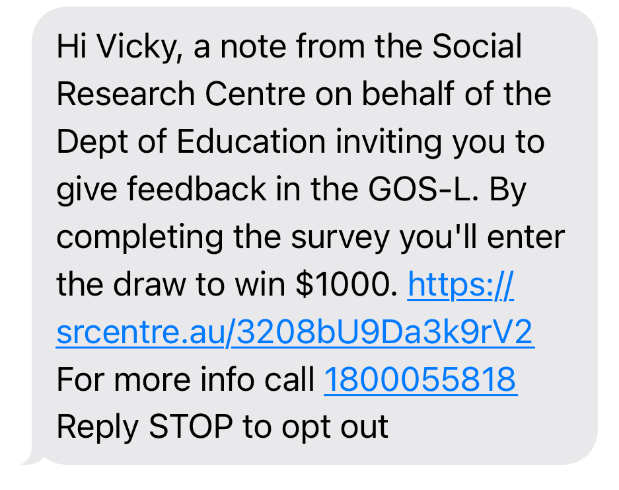 Hi Vicky, a note from the Social
Research Centre on behalf of the
Dept of Education inviting you to
give feedback in the GOS-L. By
completing the survey you'll enter
the draw to win $1000. https://
srcentre.au/3208bU9Da3k9rV2
For more info call 1800055818
Reply STOP to opt out